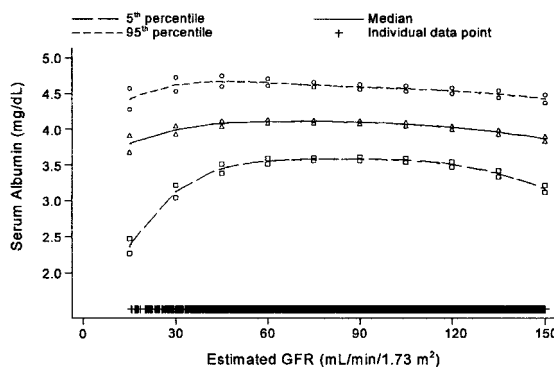 5th percentile
Median
95th percentile
+ Individual data point
Serum Albumin (mg/dL)
5.0
4.5
4.0
3.5
3.0
2.5
2.0
0 30 60 90 120 150
Estimated GFR (mL/min/1.73 m²)